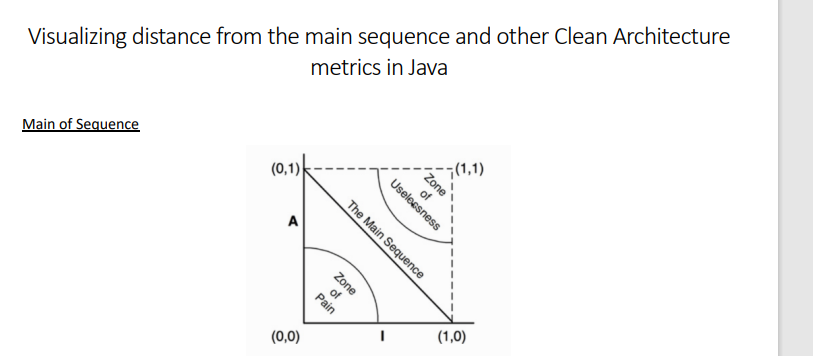 Visualizing distance from the main sequence and other Clean Architecture
metrics in Java
Main of Sequence
(0,1)
(1,1)
Zone
of
Uselessness
The Main Sequence
A
Zone
of
Pain
(0,0)
I
(1,0)